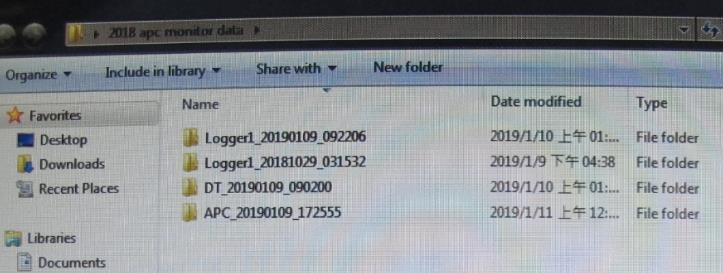 2018 apc monitor data
Organize Include in library Share with New folder
Favorites
Desktop
Downloads
Recent Places
Libraries
Documents
Name Date modified Type
Logger1_20190109_092206 2019/1/10 上午 01:... File folder
Logger1_20181029_031532 2019/1/9 下午 04:38 File folder
DT_20190109_090200 2019/1/10 上午 01:... File folder
APC_20190109_172555 2019/1/11 上午 12:... File folder